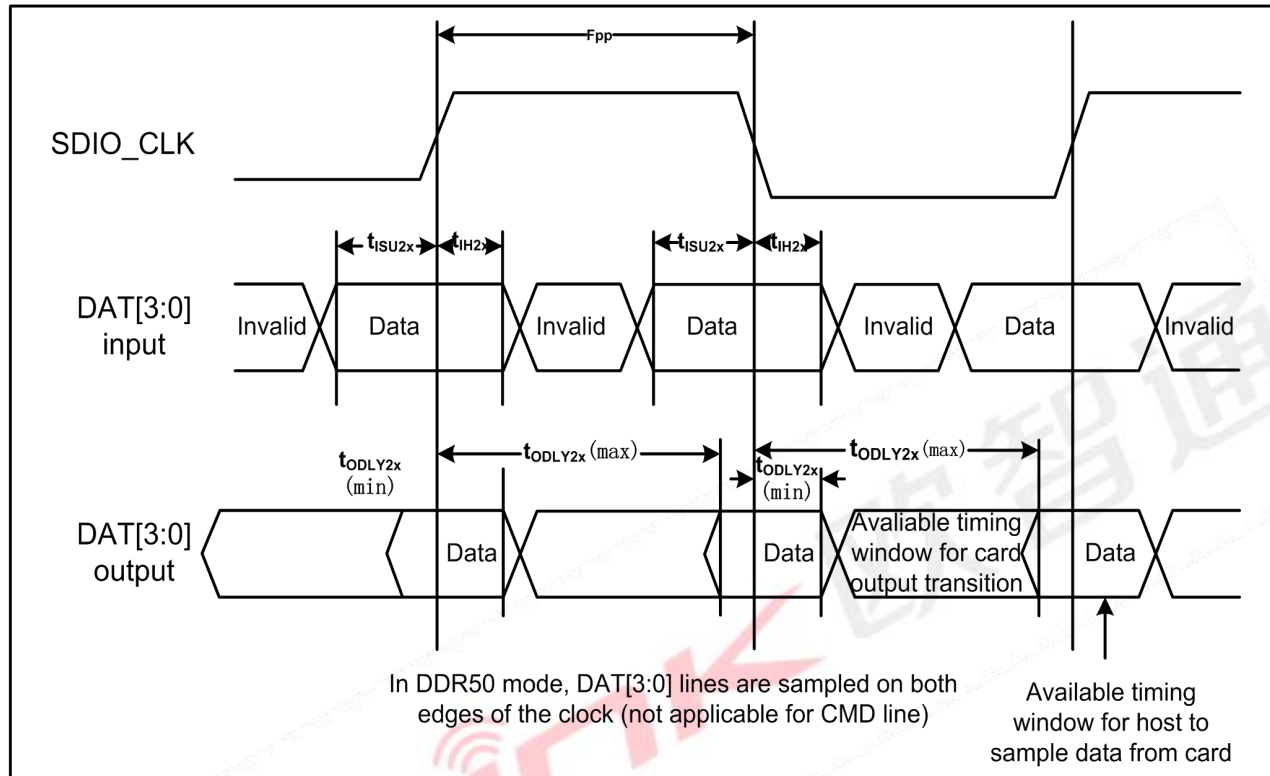 Fpp
SDIO_CLK
tISU2x
tIH2x
tISU2x
tIH2x
DAT[3:0]
input
Invalid
Data
Invalid
Data
Invalid
Data
Invalid
tODLY2x
(min)
tODLY2x(max)
tODLY2x
(min)
tODLY2x(max)
DAT[3:0]
output
Data
Data
Avaliable timing
window for card
output transition
Data
In DDR50 mode, DAT[3:0] lines are sampled on both
edges of the clock (not applicable for CMD line)
Available timing
window for host to
sample data from card
欧智通